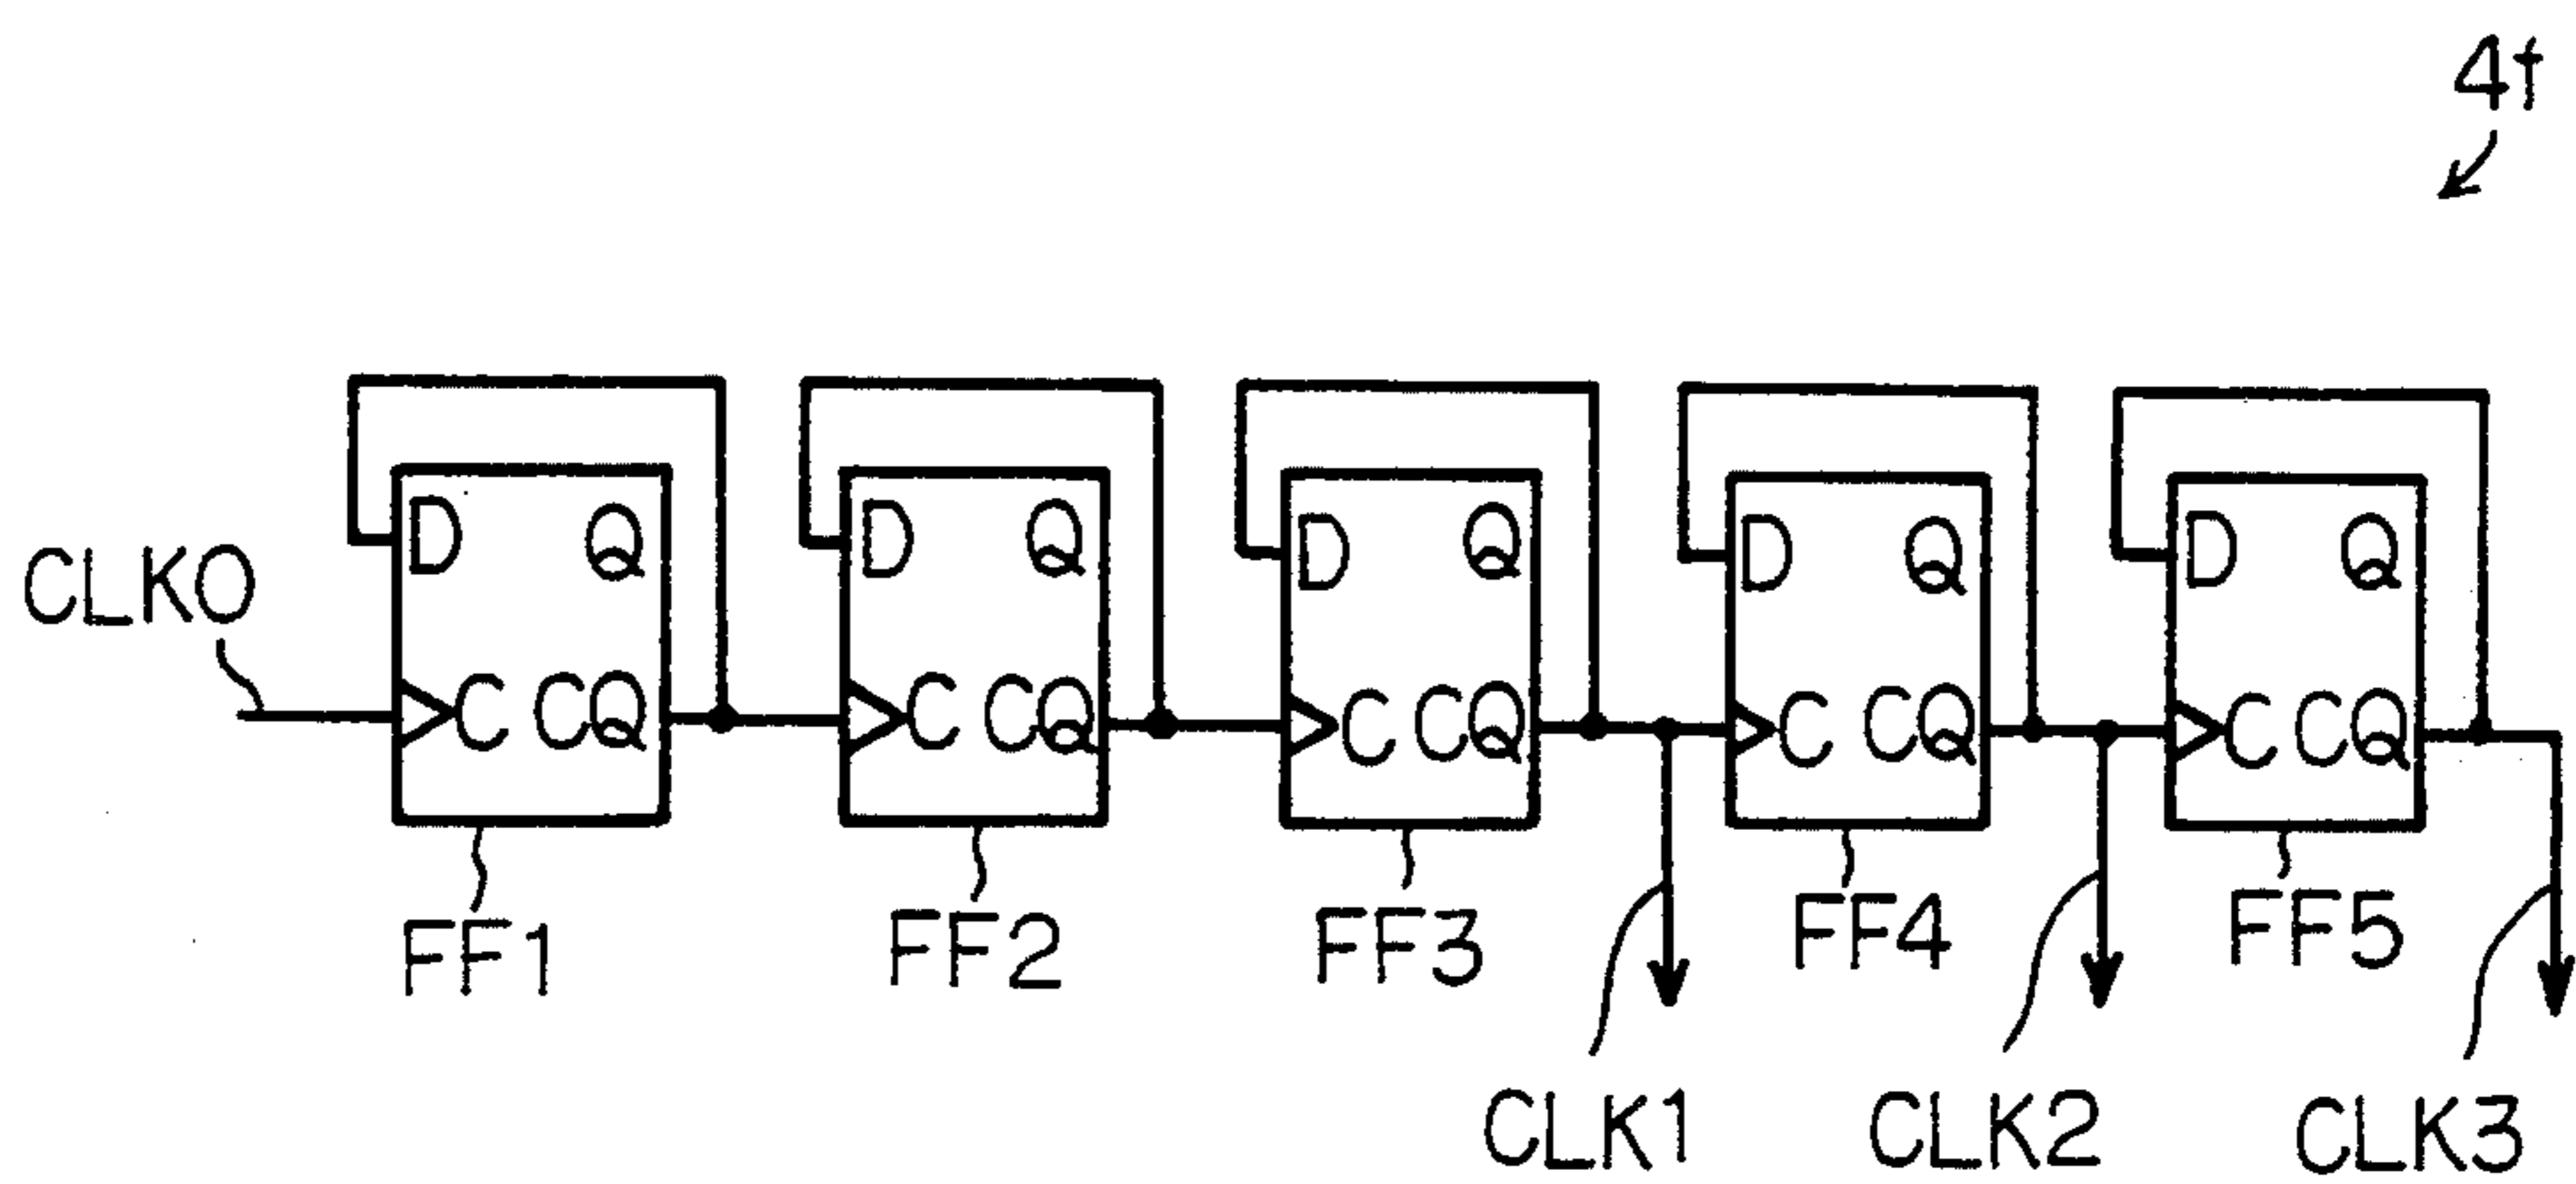 4f
D Q D Q D Q D Q D Q
CLK0
C CQ C CQ C CQ C CQ C CQ
FF1 FF2 FF3 FF4 FF5
CLK1 CLK2 CLK3